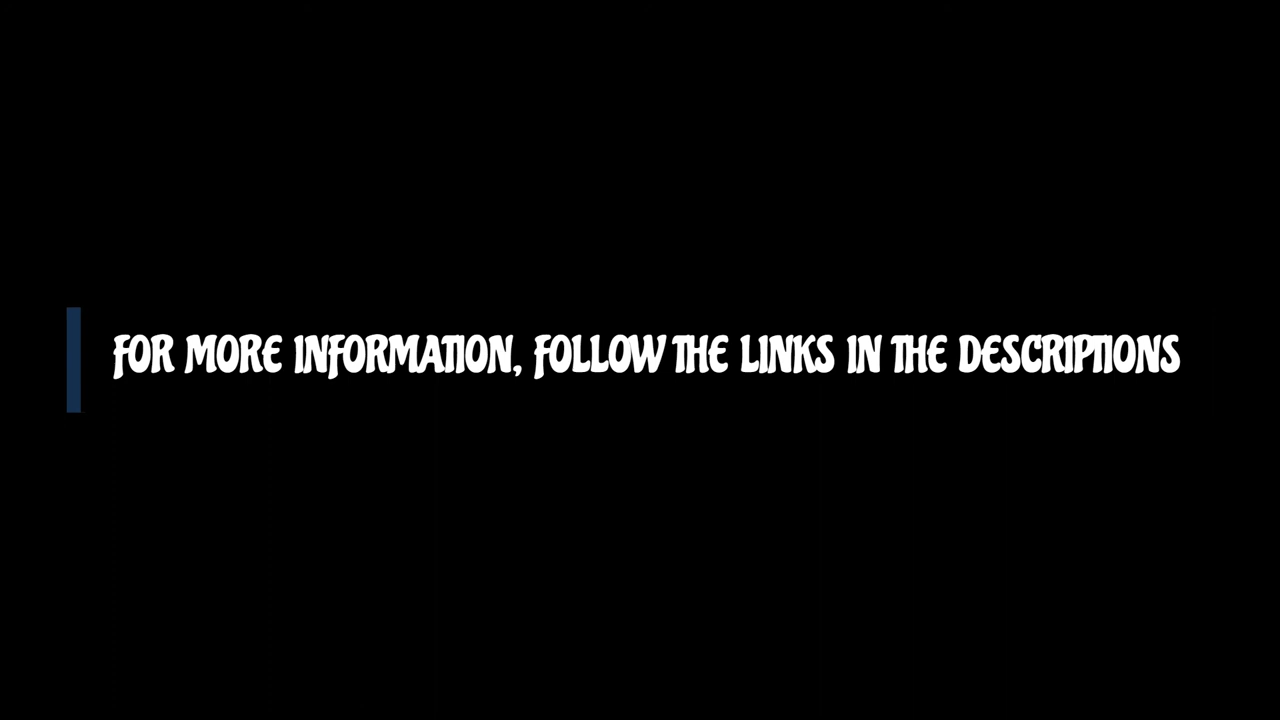 FOR MORE INFORMATION, FOLLOW THE LINKS IN THE DESCRIPTIONS